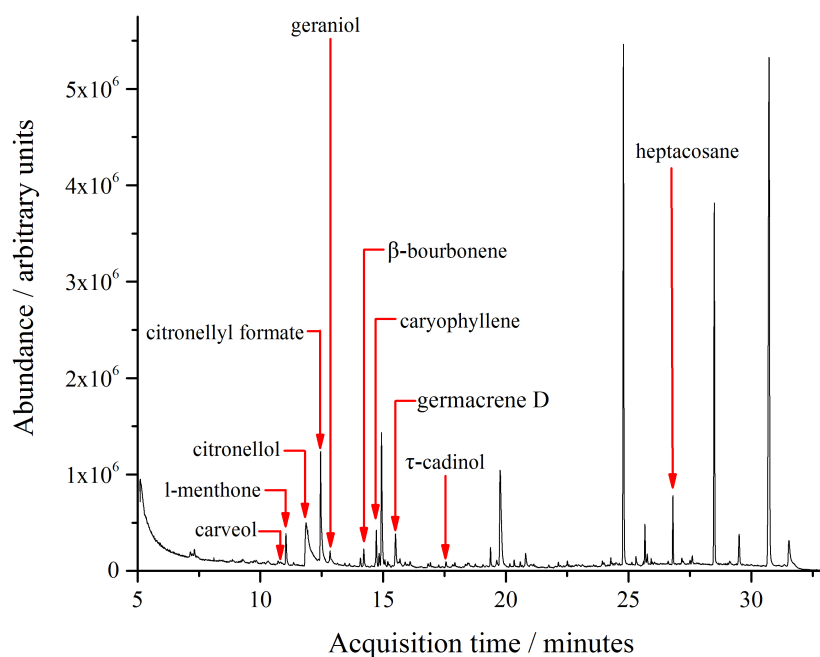 geraniol
5x10⁶
heptacosane
4x10⁶
β-bourbonene
3x10⁶
caryophyllene
citronellyl formate
2x10⁶
germacrene D
citronellol
τ-cadinol
1x10⁶
l-menthone
carveol
0
5 10 15 20 25 30
Abundance / arbitrary units
Acquisition time / minutes